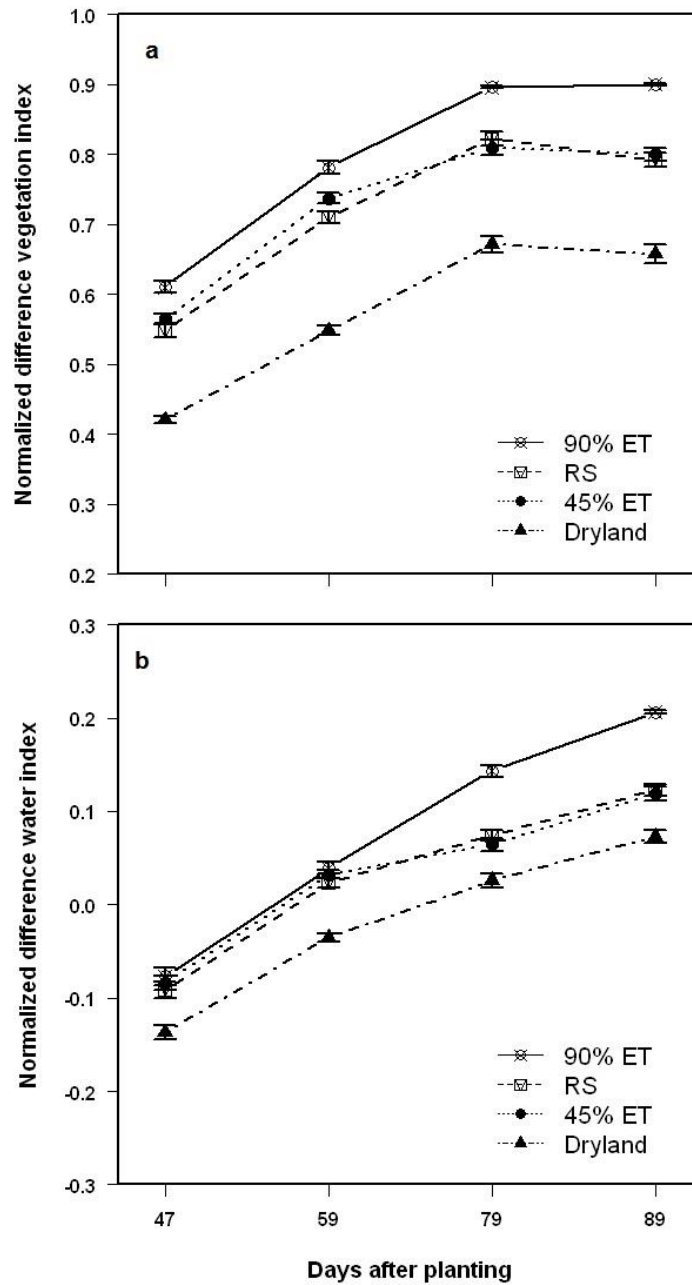 1.0
a
0.9
0.8
0.7
0.6
0.5
0.4
0.3
0.2
Normalized difference vegetation index
90% ET
RS
45% ET
Dryland
0.3
b
0.2
0.1
0.0
-0.1
-0.2
-0.3
Normalized difference water index
90% ET
RS
45% ET
Dryland
47 59 79 89
Days after planting